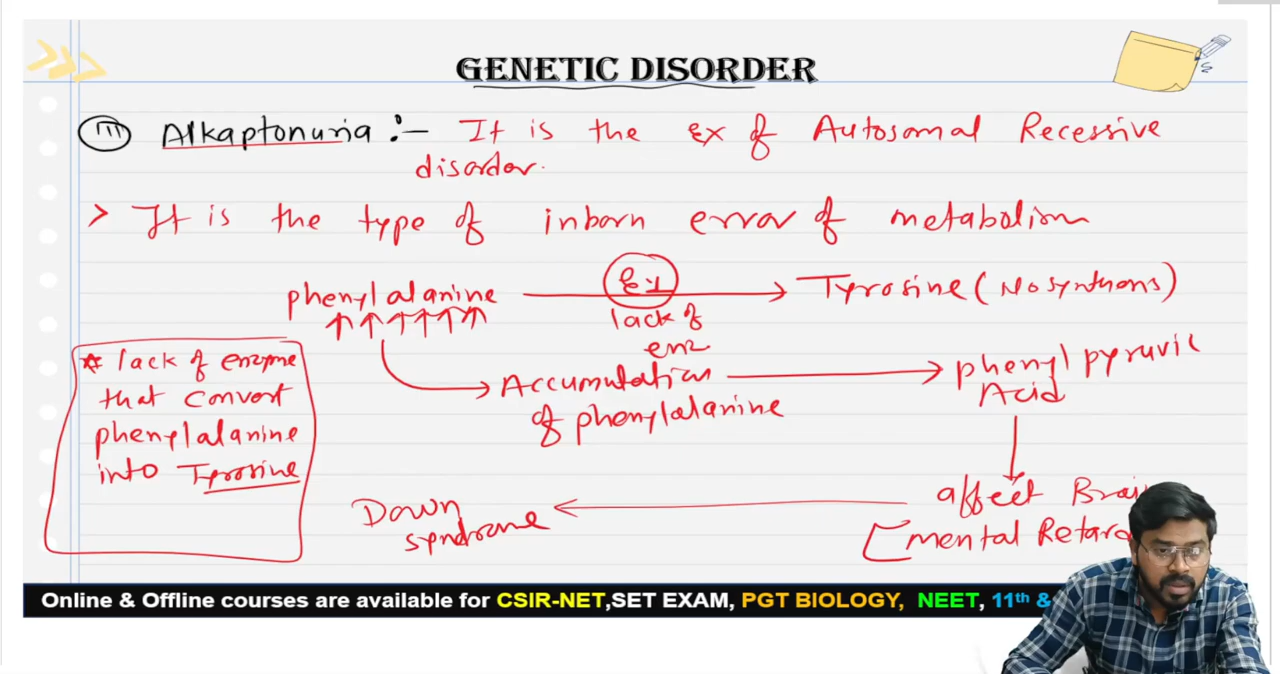 GENETIC DISORDER
III Alkaptonuria :- It is the ex of Autosomal Recessive
disorder.
> It is the type of inborn error of metabolism
phenylalanine Tyrosine (No synthons)
lack of
enz
* lack of enzyme
that convert
phenylalanine
into Tyrosine
Accumulation
of phenylalanine
phenyl pyruvic
Acid
affect Brain
[mental Retard
Down
syndrome
Online & Offline courses are available for CSIR-NET,SET EXAM, PGT BIOLOGY, NEET, 11th &